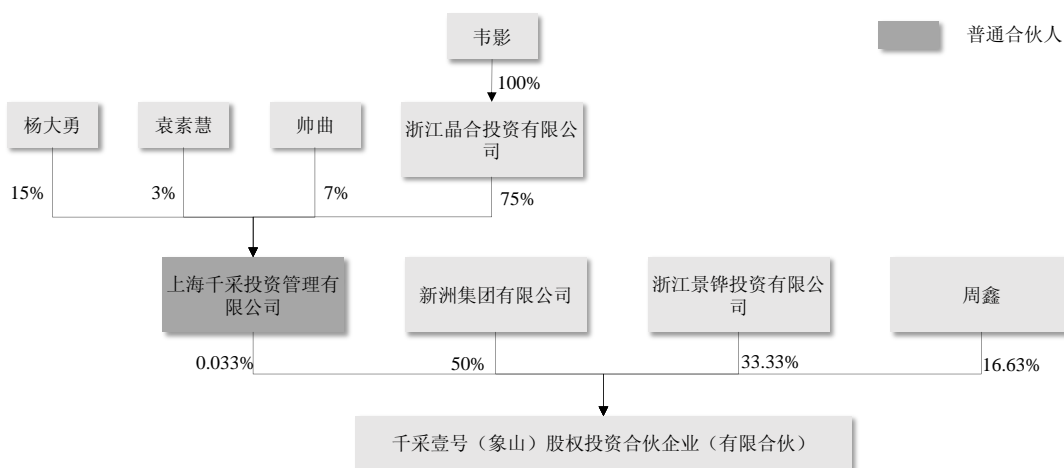 韦影
普通合伙人
100%
杨大勇
袁素慧
帅曲
浙江晶合投资有限公
司
15%
3%
7%
75%
上海千采投资管理有
限公司
新洲集团有限公司
浙江景铧投资有限公
司
周鑫
0.033%
50%
33.33%
16.63%
千采壹号（象山）股权投资合伙企业（有限合伙）